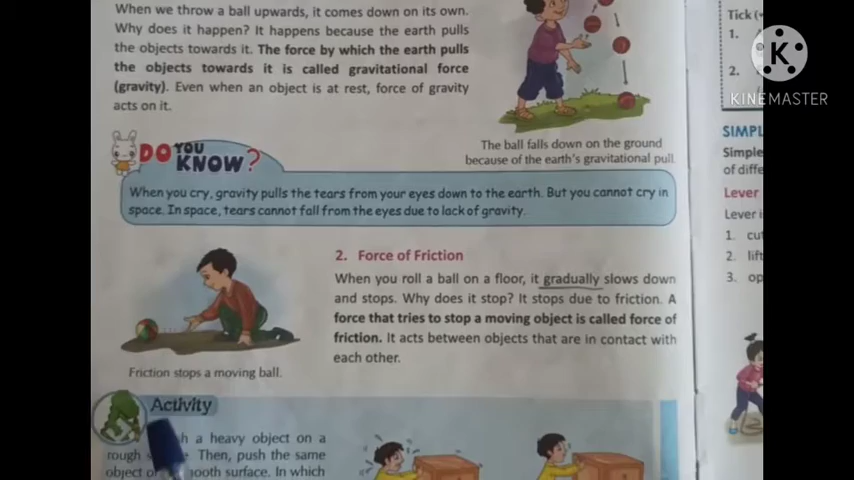 When we throw a ball upwards, it comes down on its own.
Why does it happen? It happens because the earth pulls
the objects towards it. The force by which the earth pulls
the objects towards it is called gravitational force
(gravity). Even when an object is at rest, force of gravity
acts on it.
The ball falls down on the ground
because of the earth's gravitational pull
DO YOU KNOW?
When you cry, gravity pulls the tears from your eyes down to the earth. But you cannot cry in
space. In space, tears cannot fall from the eyes due to lack of gravity.
2. Force of Friction
When you roll a ball on a floor, it gradually slows down
and stops. Why does it stop? It stops due to friction. A
force that tries to stop a moving object is called force of
friction. It acts between objects that are in contact with
each other.
Friction stops a moving ball.
Activity
a heavy object on a
rough Then, push the same
object smooth surface. In which
Tick
1.
2.
SIMPL
Simple
of diffe
Lever
Lever i
1. cu
2. lift
3. op
KINEMASTER